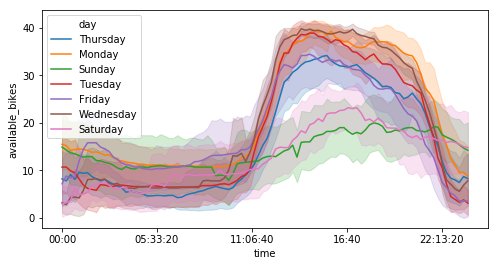 day
Thursday
Monday
Sunday
Tuesday
Friday
Wednesday
Saturday
available_bikes
40
30
20
10
0
00:00 05:33:20 11:06:40 16:40 22:13:20
time